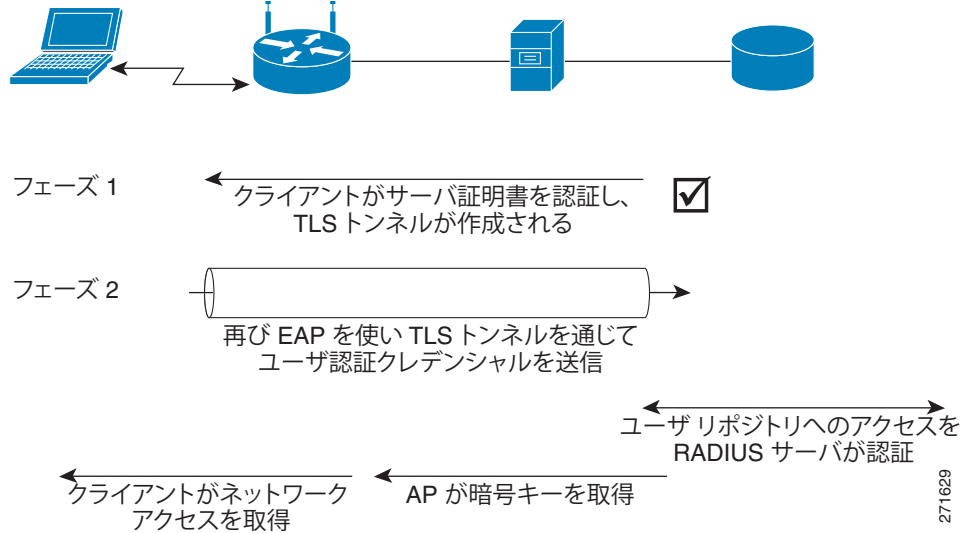 フェーズ 1
クライアントがサーバ証明書を認証し、
TLS トンネルが作成される
フェーズ 2
再び EAP を使い TLS トンネルを通じて
ユーザ認証クレデンシャルを送信
ユーザ リポジトリへのアクセスを
RADIUS サーバが認証
クライアントがネットワーク
アクセスを取得
AP が暗号キーを取得
271629